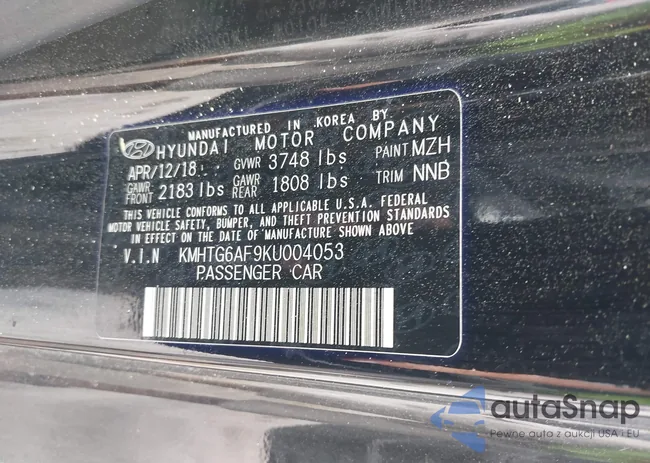 MANUFACTURED IN KOREA BY
HYUNDAI MOTOR COMPANY
APR/12/18 GVWR 3748 lbs PAINT MZH
GAWR FRONT 2183 lbs GAWR REAR 1808 lbs TRIM NNB
THIS VEHICLE CONFORMS TO ALL APPLICABLE U.S.A. FEDERAL
MOTOR VEHICLE SAFETY, BUMPER, AND THEFT PREVENTION STANDARDS
IN EFFECT ON THE DATE OF MANUFACTURE SHOWN ABOVE.
V.I.N KMHTG6AF9KU004053
PASSENGER CAR
autaSnap
Pewne auta z aukcji USA i EU